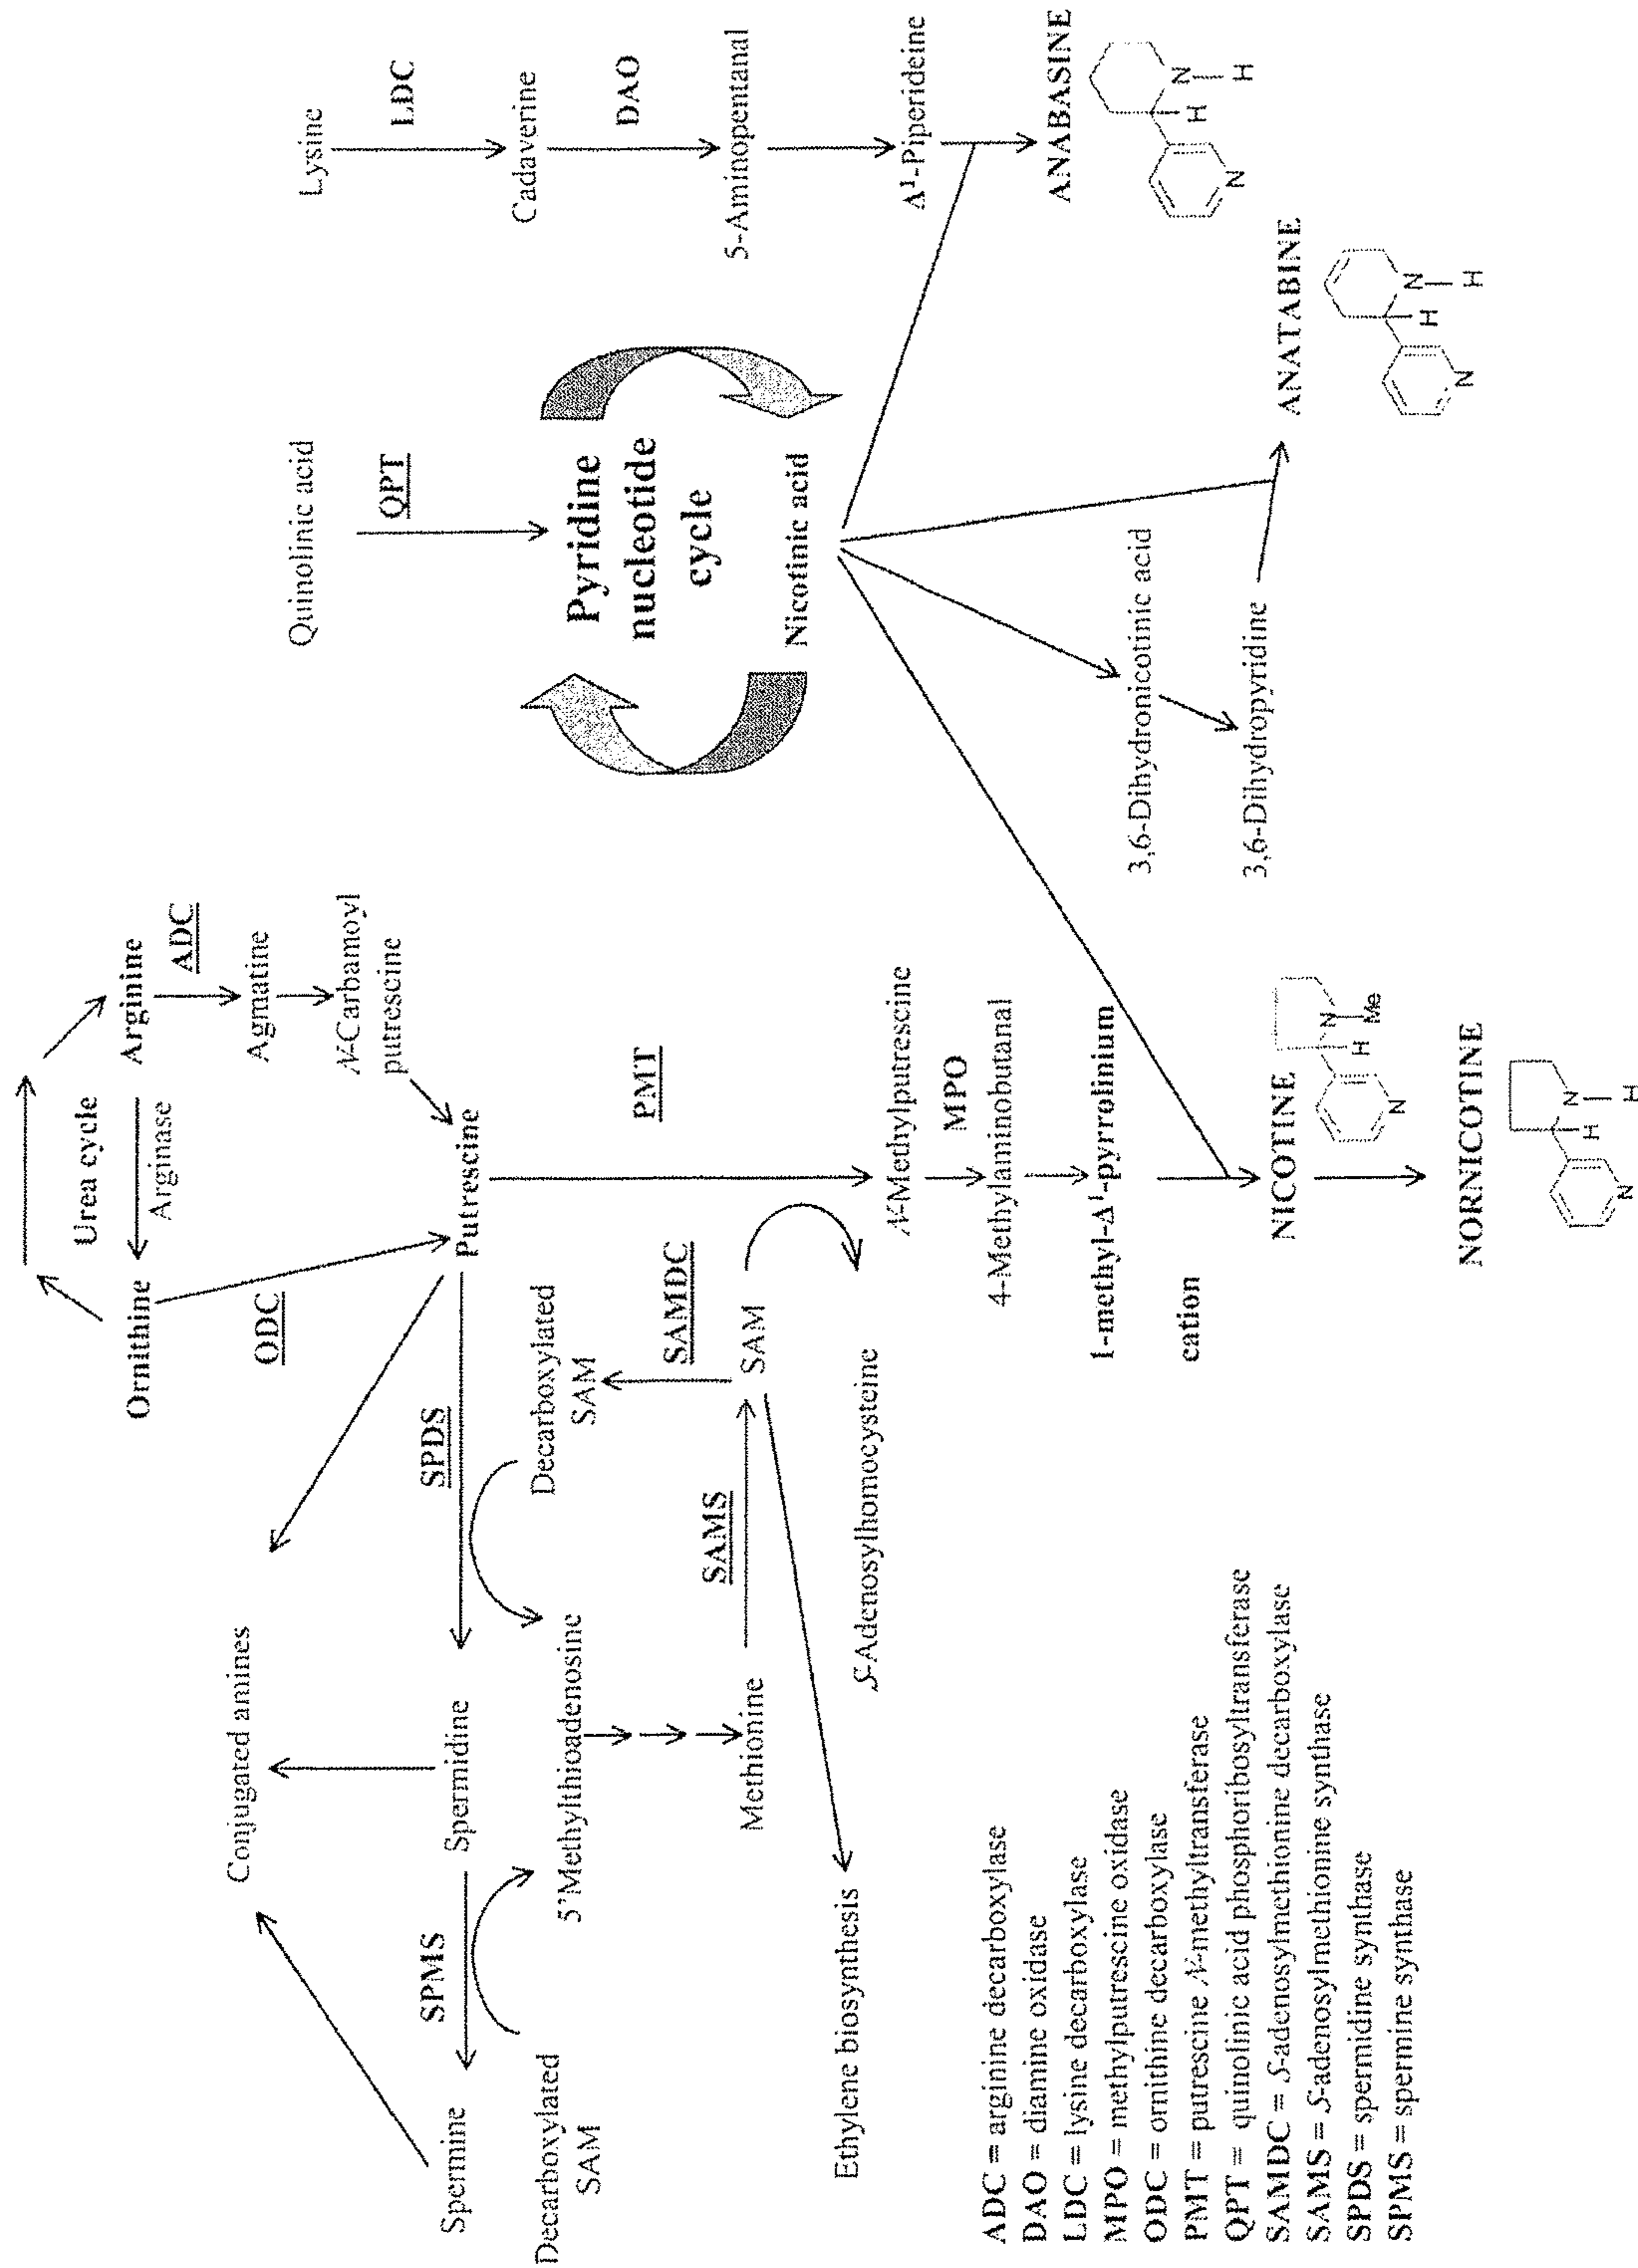 Urea cycle
Ornithine
Arginine
Arginase
ADC
Agmatine
N-Carbamoyl
putrescine
ODC
Conjugated amines
Putrescine
Spermine
SPMS
Spermidine
SPDS
Decarboxylated
SAM
5'Methylthioadenosine
Decarboxylated
SAM
PMT
SAMDC
SAMS
Methionine
SAM
Ethylene biosynthesis
S-Adenosylhomocysteine
N-Methylputrescine
MPO
4-Methylaminobutanal
1-methyl-Δ¹-pyrrolinium
cation
NICOTINE
N
H
N
Me
NORNICOTINE
N
H
N
H
Quinolinic acid
QPT
Pyridine
nucleotide
cycle
Nicotinic acid
3,6-Dihydronicotinic acid
3,6-Dihydropyridine
ANATABINE
N
H
N
H
Lysine
LDC
Cadaverine
DAO
5-Aminopentanal
Δ¹-Piperideine
ANABASINE
N
H
N
H
ADC = arginine decarboxylase
DAO = diamine oxidase
LDC = lysine decarboxylase
MPO = methylputrescine oxidase
ODC = ornithine decarboxylase
PMT = putrescine N-methyltransferase
QPT = quinolinic acid phosphoribosyltransferase
SAMDC = S-adenosylmethionine decarboxylase
SAMS = S-adenosylmethionine synthase
SPDS = spermidine synthase
SPMS = spermine synthase